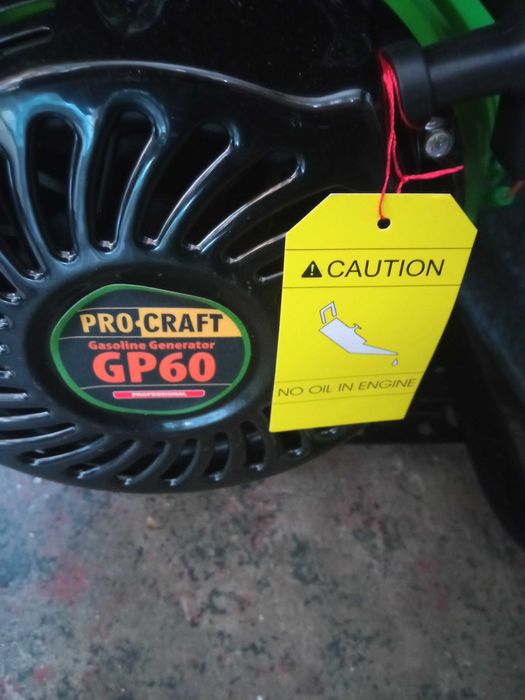 PRO-CRAFT
Gasoline Generator
GP60
PROFESSIONAL
CAUTION
NO OIL IN ENGINE